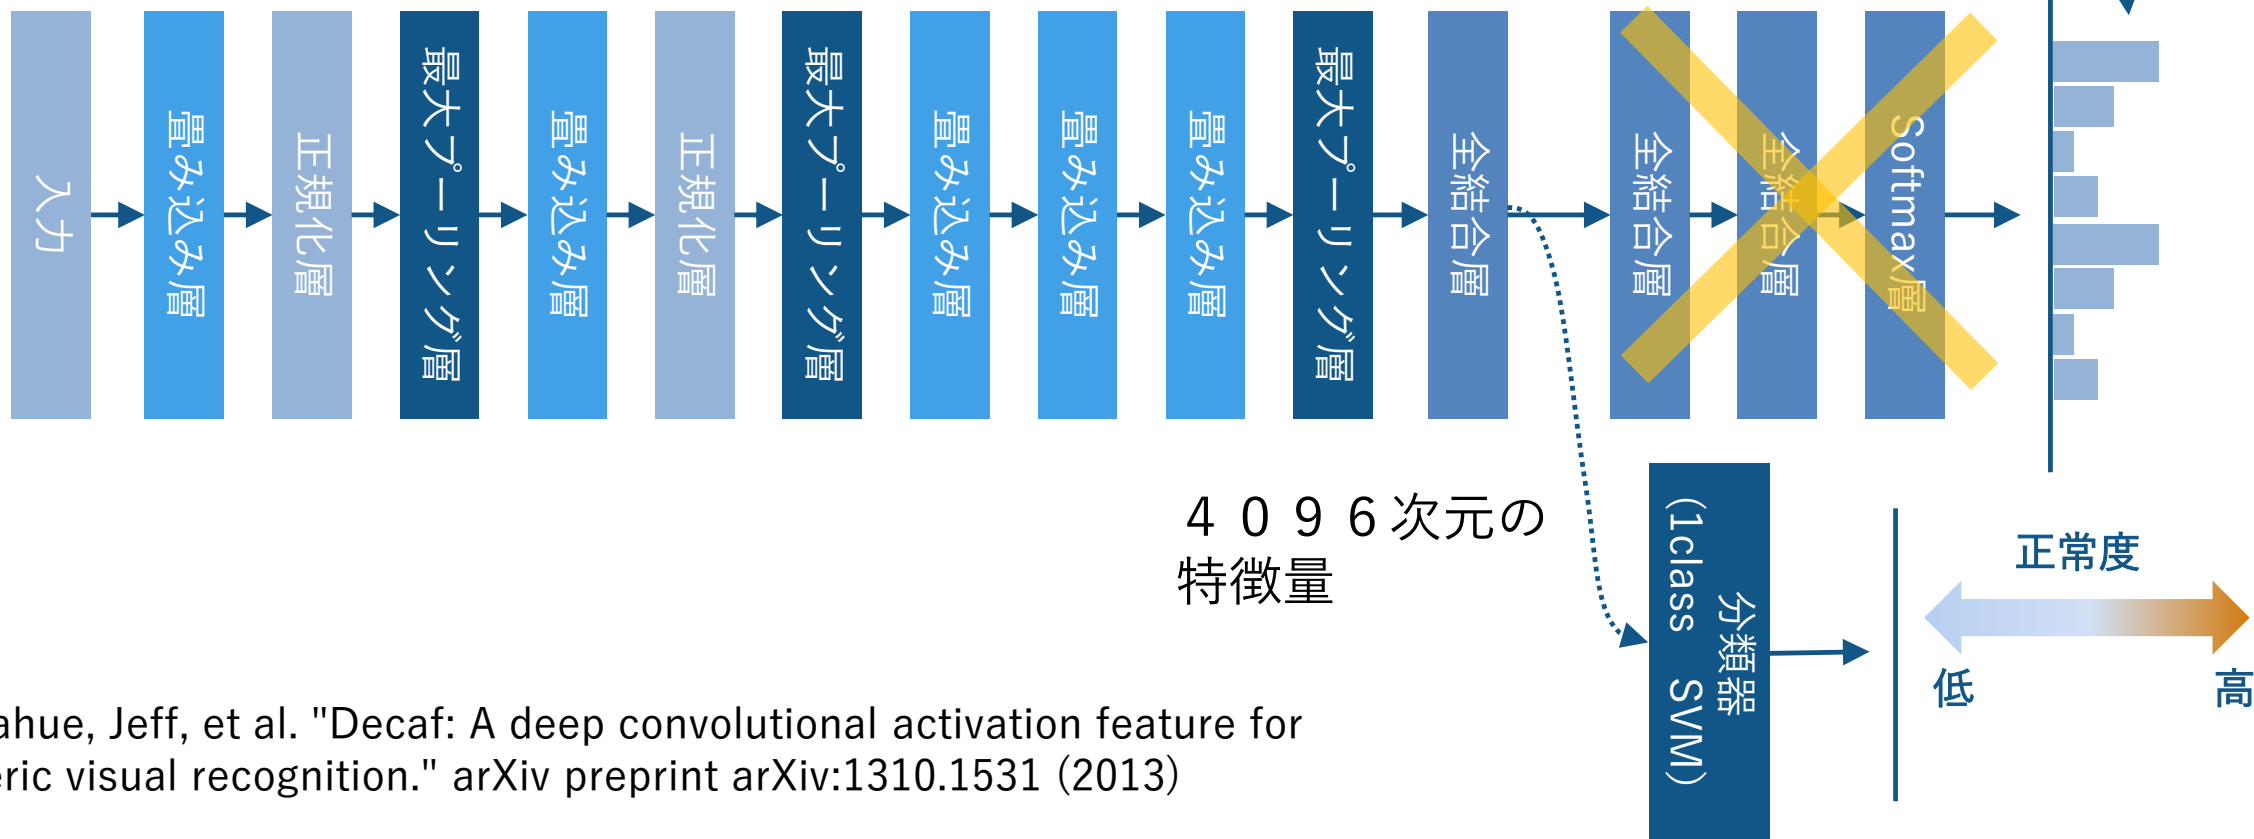 入力
畳み込み層
正規化層
最大プーリング層
畳み込み層
正規化層
最大プーリング層
畳み込み層
畳み込み層
畳み込み層
最大プーリング層
全結合層
全結合層
全結合層
Softmax層
４０９６次元の
特徴量
分類器
(1class SVM)
正常度
低
高
ahue, Jeff, et al. "Decaf: A deep convolutional activation feature for
eric visual recognition." arXiv preprint arXiv:1310.1531 (2013)